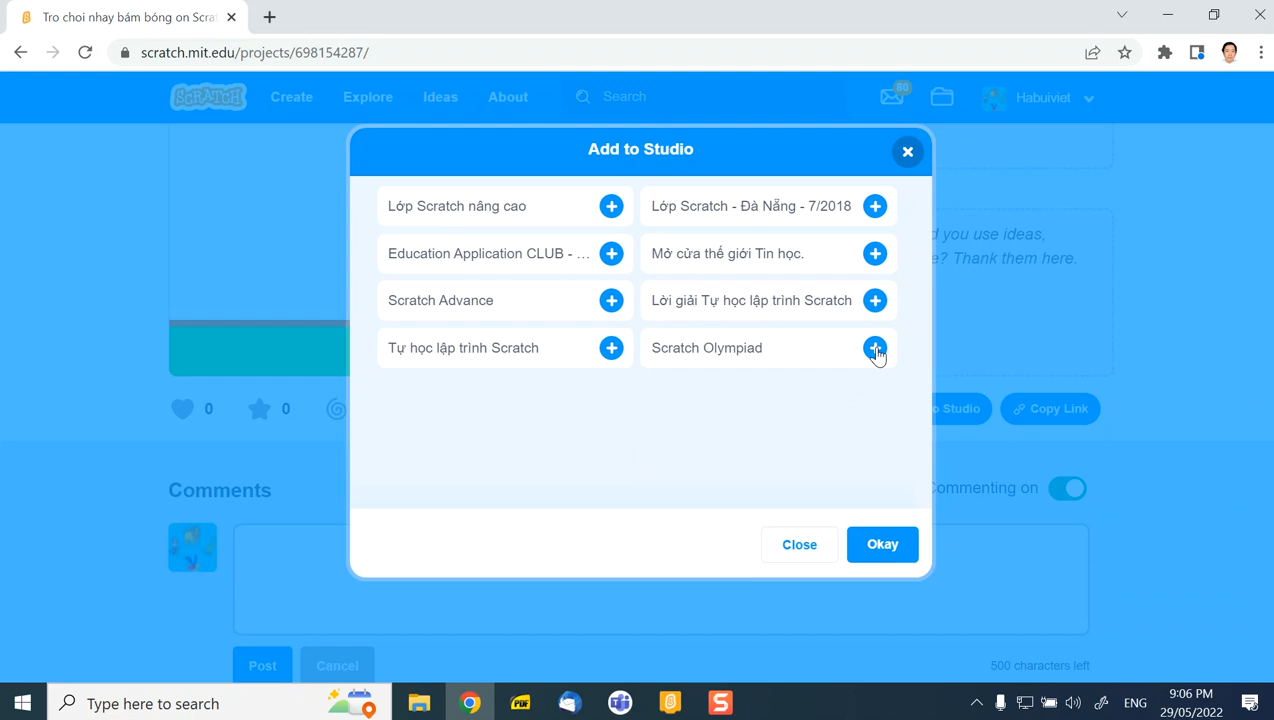 Tro choi nhay bám bóng on Scra
scratch.mit.edu/projects/698154287/
SCRATCH
Create
Explore
Ideas
About
Search
80
Habuiviet
Add to Studio
Lớp Scratch nâng cao
Lớp Scratch - Đà Nẵng - 7/2018
Education Application CLUB - ...
Mở cửa thế giới Tin học.
Scratch Advance
Lời giải Tự học lập trình Scratch
Tự học lập trình Scratch
Scratch Olympiad
d you use ideas,
e? Thank them here.
0
0
o Studio
Copy Link
Comments
Commenting on
Close
Okay
Post
Cancel
500 characters left
Type here to search
PDF
ENG
9:06 PM
29/05/2022